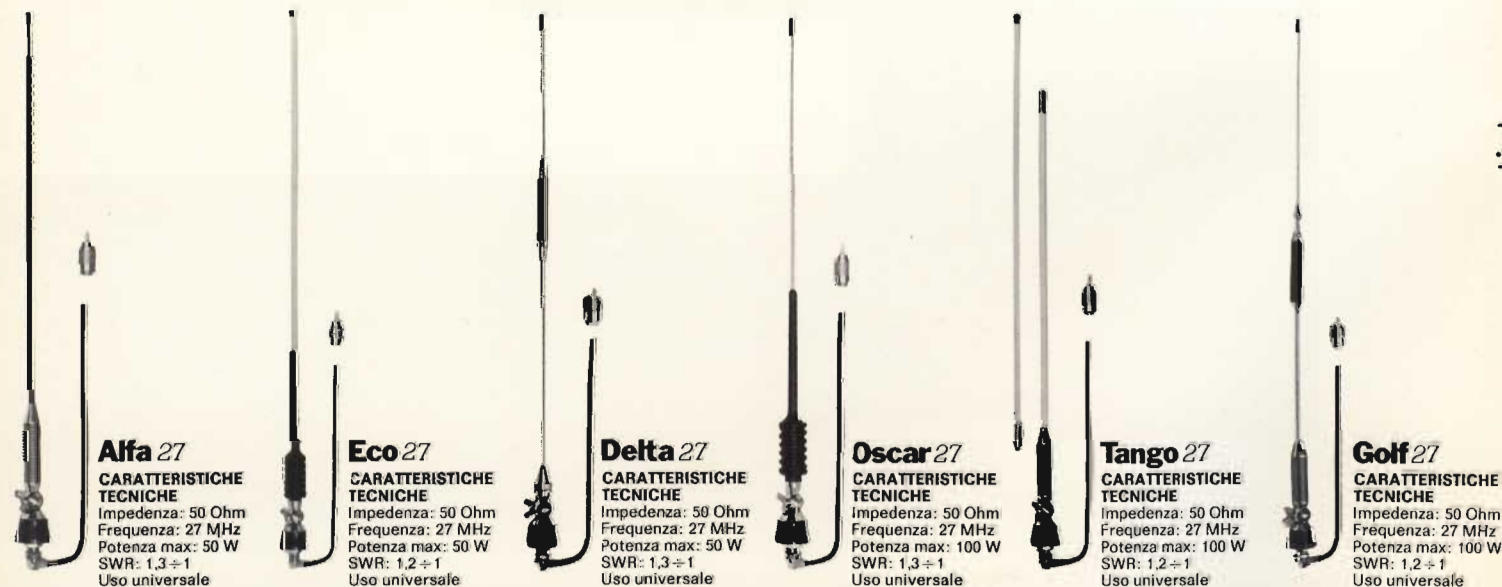 Alfa 27
CARATTERISTICHE
TECNICHE
Impedenza: 50 Ohm
Frequenza: 27 MHz
Potenza max: 50 W
SWR: 1,3÷1
Uso universale
Eco 27
CARATTERISTICHE
TECNICHE
Impedenza: 50 Ohm
Frequenza: 27 MHz
Potenza max: 50 W
SWR: 1,2÷1
Uso universale
Delta 27
CARATTERISTICHE
TECNICHE
Impedenza: 50 Ohm
Frequenza: 27 MHz
Potenza max: 50 W
SWR: 1,3÷1
Uso universale
Oscar 27
CARATTERISTICHE
TECNICHE
Impedenza: 50 Ohm
Frequenza: 27 MHz
Potenza max: 100 W
SWR: 1,3÷1
Uso universale
Tango 27
CARATTERISTICHE
TECNICHE
Impedenza: 50 Ohm
Frequenza: 27 MHz
Potenza max: 100 W
SWR: 1,2÷1
Uso universale
Golf 27
CARATTERISTICHE
TECNICHE
Impedenza: 50 Ohm
Frequenza: 27 MHz
Potenza max: 100 W
SWR: 1,2÷1
Uso universale